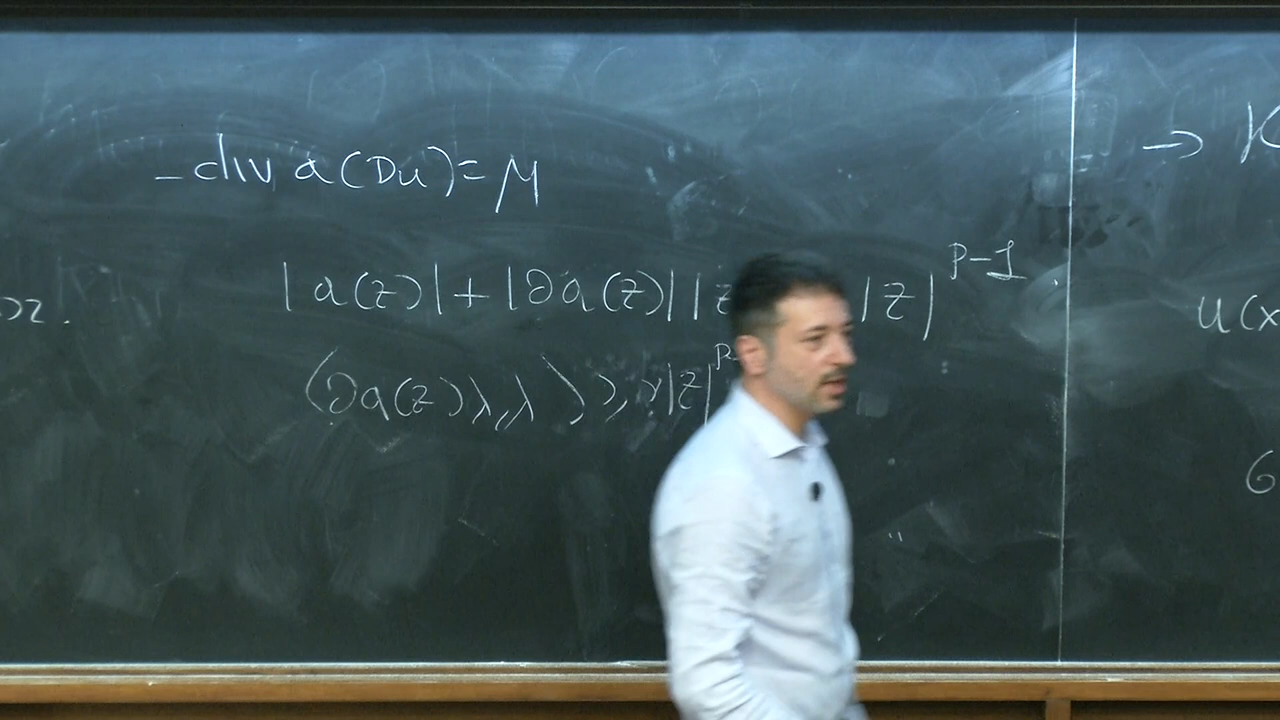 -div a(Du)= μ
|a(z)|+|∂a(z)||z |z|^{p-1}
⟨∂a(z)λ,λ⟩ ≥ ν|z|^{p-
→ K
u(x
G